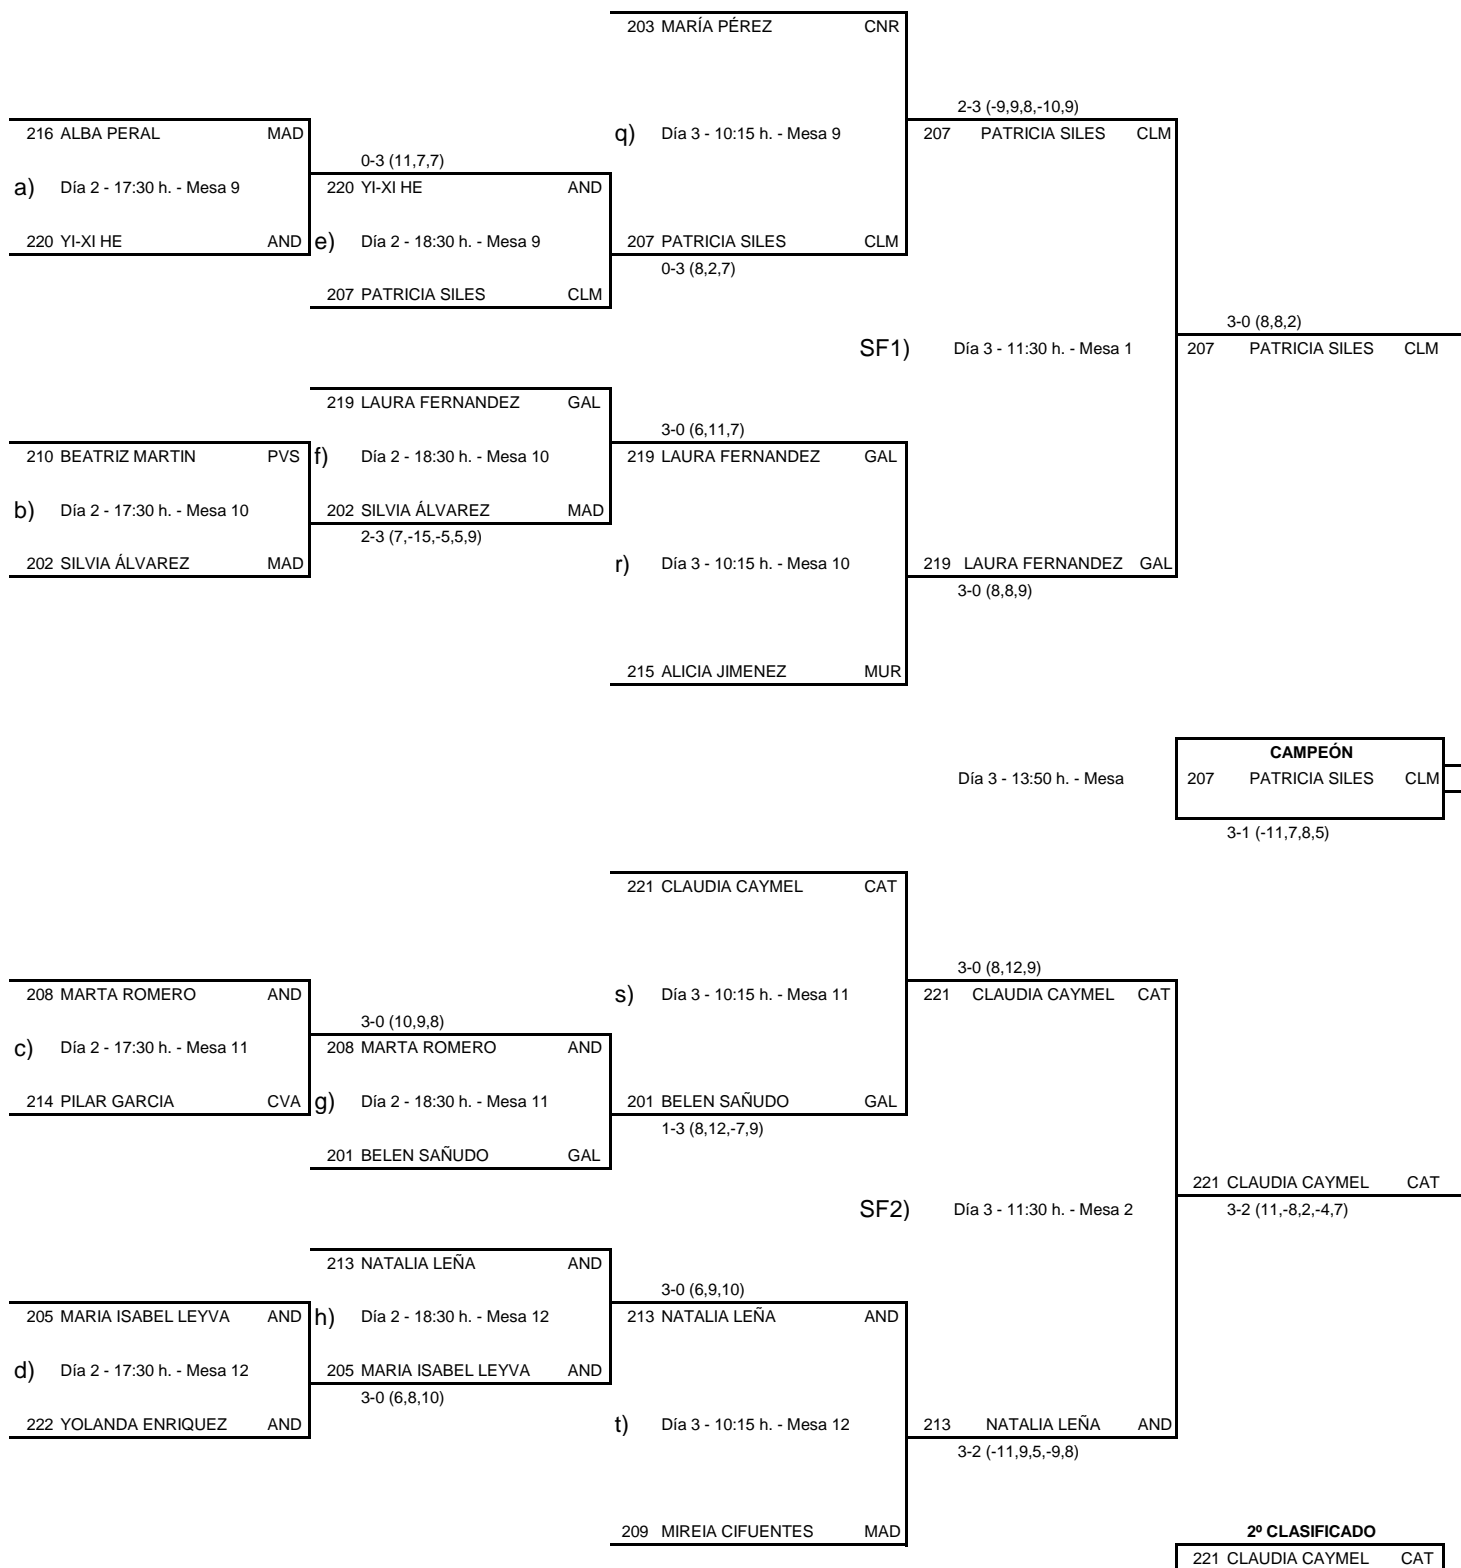 203 MARÍA PÉREZ CNR
2-3 (-9,9,8,-10,9)
216 ALBA PERAL MAD
q) Día 3 - 10:15 h. - Mesa 9
207 PATRICIA SILES CLM
0-3 (11,7,7)
a) Día 2 - 17:30 h. - Mesa 9
220 YI-XI HE AND
220 YI-XI HE AND
e) Día 2 - 18:30 h. - Mesa 9
207 PATRICIA SILES CLM
0-3 (8,2,7)
207 PATRICIA SILES CLM
3-0 (8,8,2)
SF1) Día 3 - 11:30 h. - Mesa 1
207 PATRICIA SILES CLM
219 LAURA FERNANDEZ GAL
3-0 (6,11,7)
210 BEATRIZ MARTIN PVS
f) Día 2 - 18:30 h. - Mesa 10
219 LAURA FERNANDEZ GAL
b) Día 2 - 17:30 h. - Mesa 10
202 SILVIA ÁLVAREZ MAD
2-3 (7,-15,-5,5,9)
202 SILVIA ÁLVAREZ MAD
r) Día 3 - 10:15 h. - Mesa 10
219 LAURA FERNANDEZ GAL
3-0 (8,8,9)
215 ALICIA JIMENEZ MUR
CAMPEÓN
Día 3 - 13:50 h. - Mesa
207 PATRICIA SILES CLM
3-1 (-11,7,8,5)
221 CLAUDIA CAYMEL CAT
3-0 (8,12,9)
208 MARTA ROMERO AND
s) Día 3 - 10:15 h. - Mesa 11
221 CLAUDIA CAYMEL CAT
3-0 (10,9,8)
c) Día 2 - 17:30 h. - Mesa 11
208 MARTA ROMERO AND
214 PILAR GARCIA CVA
g) Día 2 - 18:30 h. - Mesa 11
201 BELEN SAÑUDO GAL
1-3 (8,12,-7,9)
201 BELEN SAÑUDO GAL
221 CLAUDIA CAYMEL CAT
SF2) Día 3 - 11:30 h. - Mesa 2
3-2 (11,-8,2,-4,7)
213 NATALIA LEÑA AND
3-0 (6,9,10)
205 MARIA ISABEL LEYVA AND
h) Día 2 - 18:30 h. - Mesa 12
213 NATALIA LEÑA AND
d) Día 2 - 17:30 h. - Mesa 12
205 MARIA ISABEL LEYVA AND
3-0 (6,8,10)
222 YOLANDA ENRIQUEZ AND
t) Día 3 - 10:15 h. - Mesa 12
213 NATALIA LEÑA AND
3-2 (-11,9,5,-9,8)
209 MIREIA CIFUENTES MAD
2º CLASIFICADO
221 CLAUDIA CAYMEL CAT